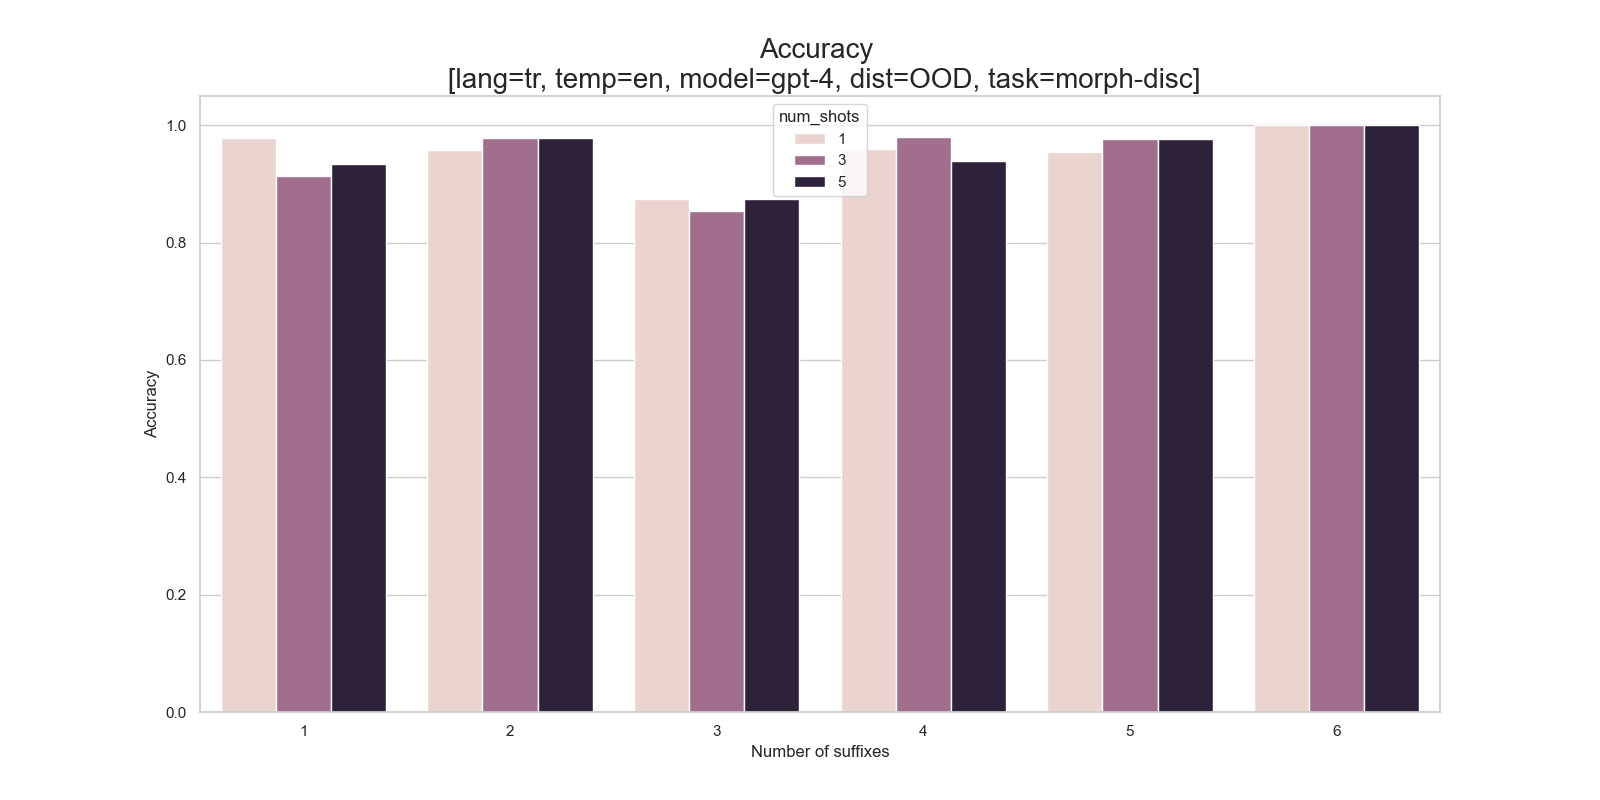 Accuracy
[lang=tr, temp=en, model=gpt-4, dist=OOD, task=morph-disc]
num_shots
1
3
5
1.0
0.8
0.6
0.4
0.2
0.0
Accuracy
1 2 3 4 5 6
Number of suffixes